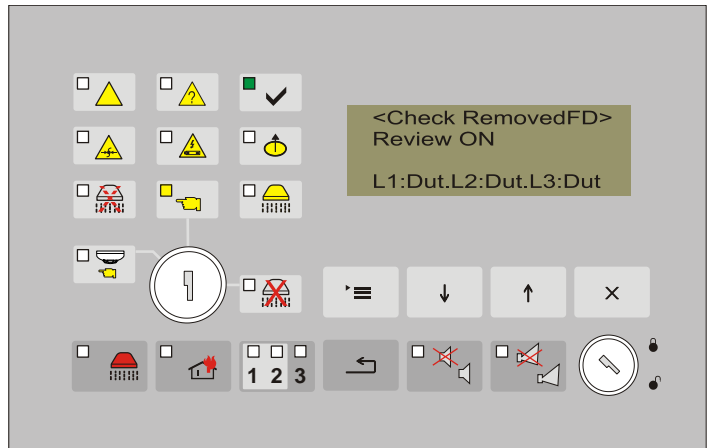 ?
<Check RemovedFD>
Review ON
L1:Dut.L2:Dut.L3:Dut
1 2 3